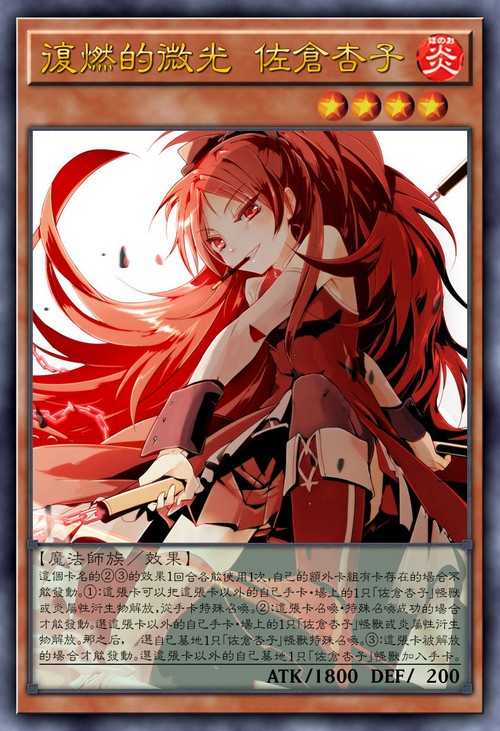 復燃的微光 佐倉杏子
ほのお
炎
【魔法師族／效果】
這個卡名的②③的效果1回合各能使用1次,自己的額外卡組有卡存在的場合不
能發動。①:這張卡可以把這張卡以外的自己手卡·場上的1只「佐倉杏子」怪獸
或炎屬性衍生物解放,從手卡特殊召喚。②:這張卡召喚·特殊召喚成功的場合
才能發動。選這張卡以外的自己手卡·場上的1只「佐倉杏子」怪獸或炎屬性衍生
物解放。那之后， 選自己墓地1只「佐倉杏子」怪獸特殊召喚。③:這張卡被解放
的場合才能發動。選這張卡以外的自己墓地1只「佐倉杏子」怪獸加入手卡。
ATK/1800 DEF/ 200